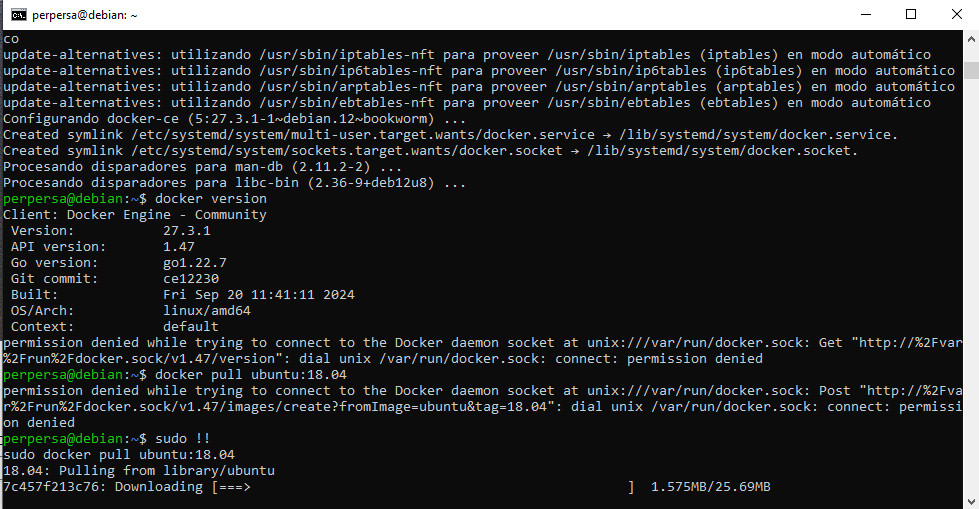 perpersa@debian: ~
co
update-alternatives: utilizando /usr/sbin/iptables-nft para proveer /usr/sbin/iptables (iptables) en modo automático
update-alternatives: utilizando /usr/sbin/ip6tables-nft para proveer /usr/sbin/ip6tables (ip6tables) en modo automático
update-alternatives: utilizando /usr/sbin/arptables-nft para proveer /usr/sbin/arptables (arptables) en modo automático
update-alternatives: utilizando /usr/sbin/ebtables-nft para proveer /usr/sbin/ebtables (ebtables) en modo automático
Configurando docker-ce (5:27.3.1-1~debian.12~bookworm) ...
Created symlink /etc/systemd/system/multi-user.target.wants/docker.service → /lib/systemd/system/docker.service.
Created symlink /etc/systemd/system/sockets.target.wants/docker.socket → /lib/systemd/system/docker.socket.
Procesando disparadores para man-db (2.11.2-2) ...
Procesando disparadores para libc-bin (2.36-9+deb12u8) ...
perpersa@debian:~$ docker version
Client: Docker Engine - Community
 Version:           27.3.1
 API version:       1.47
 Go version:        go1.22.7
 Git commit:        ce12230
 Built:             Fri Sep 20 11:41:11 2024
 OS/Arch:           linux/amd64
 Context:           default
permission denied while trying to connect to the Docker daemon socket at unix:///var/run/docker.sock: Get "http://%2Fvar
%2Frun%2Fdocker.sock/v1.47/version": dial unix /var/run/docker.sock: connect: permission denied
perpersa@debian:~$ docker pull ubuntu:18.04
permission denied while trying to connect to the Docker daemon socket at unix:///var/run/docker.sock: Post "http://%2Fva
r%2Frun%2Fdocker.sock/v1.47/images/create?fromImage=ubuntu&tag=18.04": dial unix /var/run/docker.sock: connect: permissi
on denied
perpersa@debian:~$ sudo !!
sudo docker pull ubuntu:18.04
18.04: Pulling from library/ubuntu
7c457f213c76: Downloading [===>                                               ]  1.575MB/25.69MB